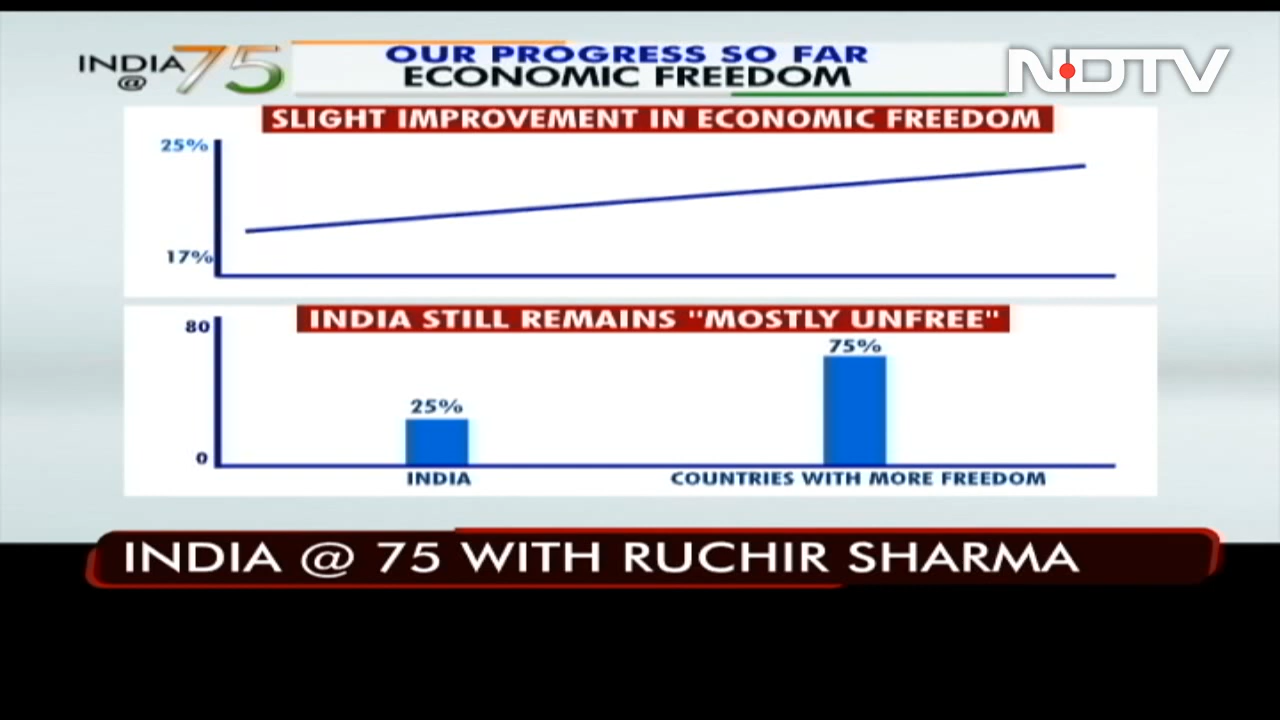 INDIA
@
75
OUR PROGRESS SO FAR
ECONOMIC FREEDOM
NDTV
SLIGHT IMPROVEMENT IN ECONOMIC FREEDOM
25%
17%
INDIA STILL REMAINS "MOSTLY UNFREE"
80
75%
25%
0
INDIA
COUNTRIES WITH MORE FREEDOM
INDIA @ 75 WITH RUCHIR SHARMA